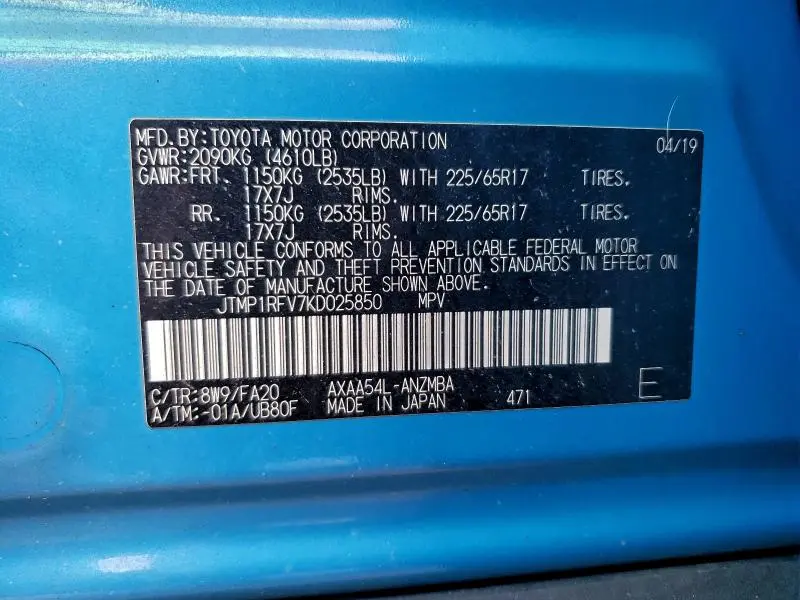 MFD.BY:TOYOTA MOTOR CORPORATION 04/19
GVWR:2090KG (4610LB)
GAWR:FRT. 1150KG (2535LB) WITH 225/65R17 TIRES.
17X7J RIMS.
RR. 1150KG (2535LB) WITH 225/65R17 TIRES.
17X7J RIMS.
THIS VEHICLE CONFORMS TO ALL APPLICABLE FEDERAL MOTOR
VEHICLE SAFETY AND THEFT PREVENTION STANDARDS IN EFFECT ON
THE DATE OF MANUFACTURE SHOWN ABOVE.
JTMP1RFV7KD025850 MPV
C/TR:8W9/FA20 AXAA54L-ANZMBA
A/TM:-01A/UB80F MADE IN JAPAN 471 E